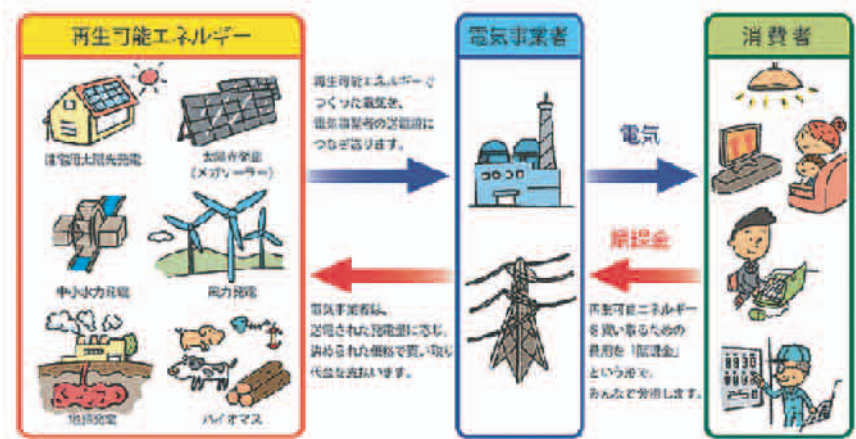 再生可能エネルギー
電気事業者
消費者
再生可能エネルギーで
つくった電気を、
電気事業者の送電網に
つなぎ送ります。
電気
住宅用太陽光発電
太陽光発電
(メガソーラー)
中小水力発電
風力発電
賦課金
電気事業者は、
送電された発電量に応じ、
決められた価格で買い取り
代金を支払います。
再生可能エネルギー
を買い取るための
費用を「賦課金」
という形で、
みんなで分担します。
地熱発電
バイオマス